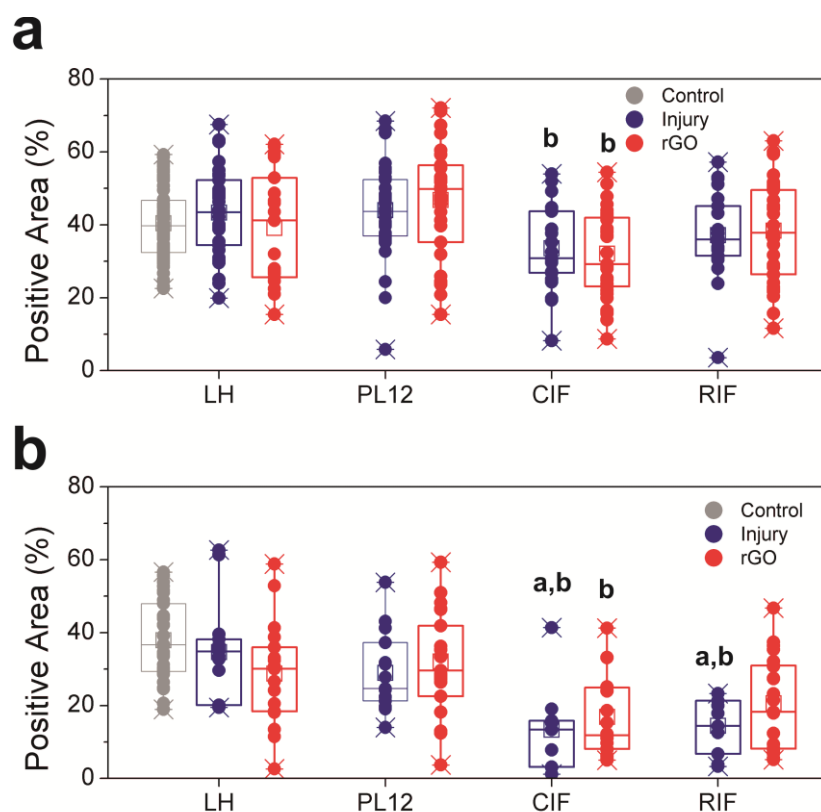 a
Positive Area (%)
80
60
40
20
0
Control
Injury
rGO
b b
LH PL12 CIF RIF
b
Positive Area (%)
80
60
40
20
0
Control
Injury
rGO
a,b b a,b
LH PL12 CIF RIF